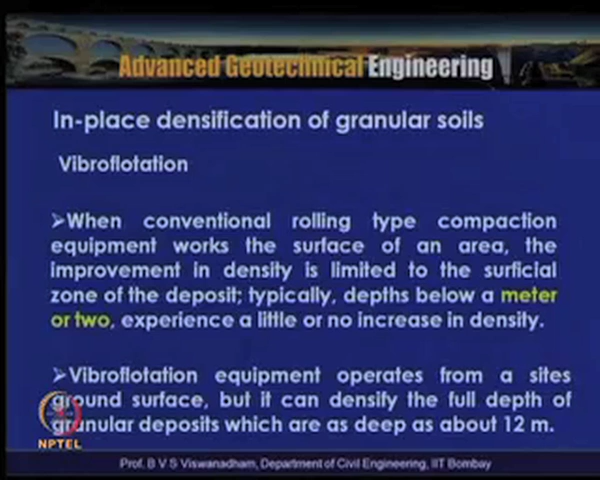 Advanced Geotechnical Engineering
In-place densification of granular soils
Vibroflotation
➢When conventional rolling type compaction
equipment works the surface of an area, the
improvement in density is limited to the surficial
zone of the deposit; typically, depths below a meter
or two, experience a little or no increase in density.
➢Vibroflotation equipment operates from a sites
ground surface, but it can densify the full depth of
granular deposits which are as deep as about 12 m.
NPTEL
Prof. B V S Viswanadham, Department of Civil Engineering, IIT Bombay